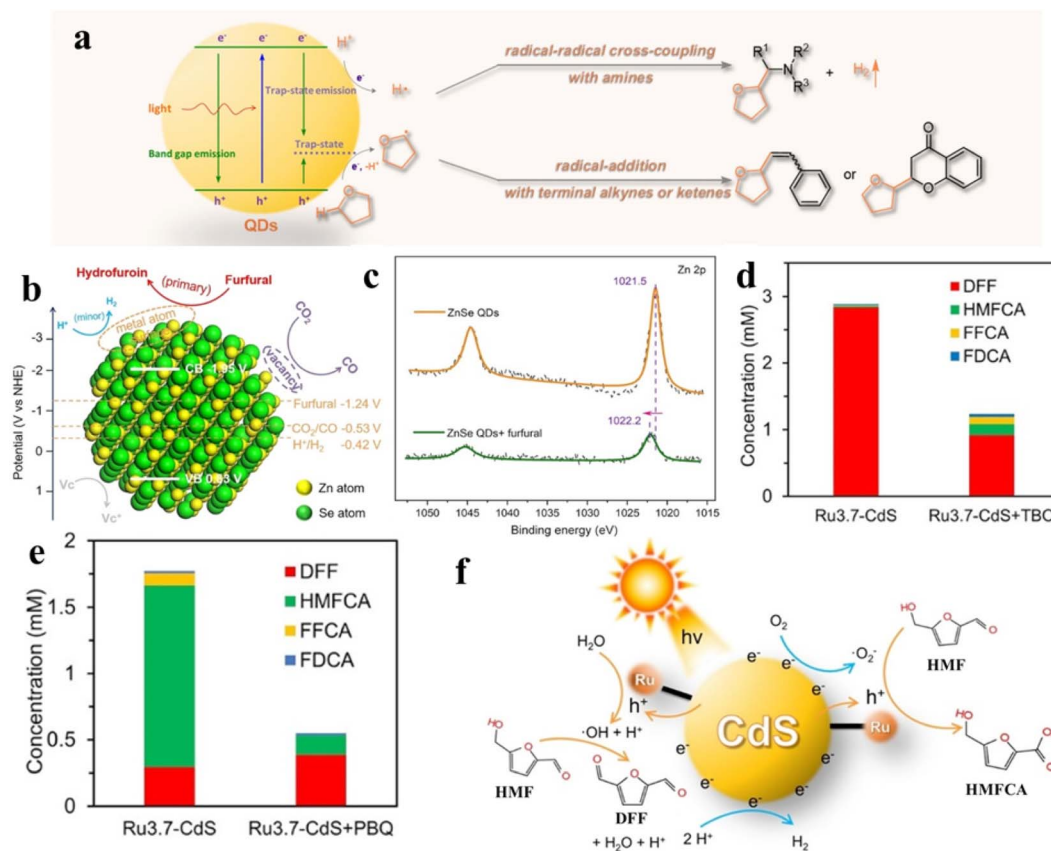 a
e⁻ e⁻ e⁻ H⁺
e⁻
H•
light
Trap-state emission
Band gap emission
Trap-state
e⁻, -H⁺
h⁺ h⁺ h⁺
H
QDs
radical-radical cross-coupling
with amines
R¹ R²
N
R³
+ H₂
radical-addition
with terminal alkynes or ketenes
or
O
O
b
Hydrofuroin
(primary)
Furfural
H⁺ (minor) H₂
metal atom
CO₂
CO
(vacancy)
Potential (V vs NHE)
-3
-2
-1
0
1
CB -1.95 V
Furfural -1.24 V
CO₂/CO -0.53 V
H⁺/H₂ -0.42 V
VB 0.63 V
Vc
Vc⁺
Zn atom
Se atom
c
Zn 2p
1021.5
ZnSe QDs
1022.2
ZnSe QDs+ furfural
1050 1045 1040 1035 1030 1025 1020 1015
Binding energy (eV)
d
Concentration (mM)
3
2
1
0
DFF
HMFCA
FFCA
FDCA
Ru3.7-CdS Ru3.7-CdS+TBC
e
Concentration (mM)
2
1.5
1
0.5
0
DFF
HMFCA
FFCA
FDCA
Ru3.7-CdS Ru3.7-CdS+PBQ
f
hν
O₂
·O₂⁻
HO
O
O
HMF
H₂O
Ru
h⁺
·OH + H⁺
e⁻ e⁻ e⁻ e⁻ e⁻ e⁻ e⁻ e⁻ e⁻
CdS
h⁺
Ru
HO
O
O
HMF
O
O
O
DFF
+ H₂O + H⁺
2 H⁺
H₂
HO
O
O
HMFCA